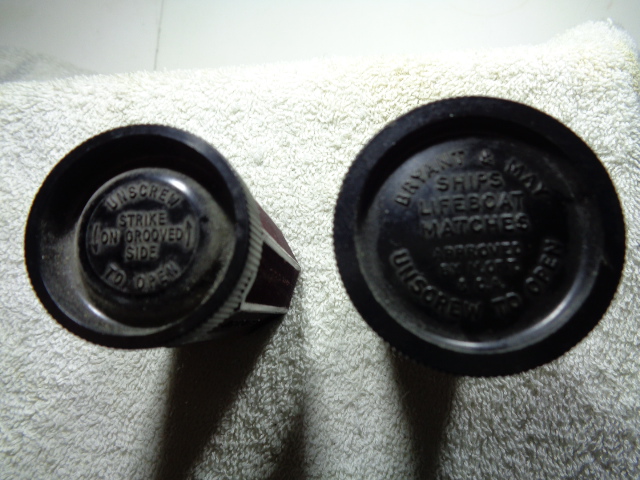 UNSCREW
STRIKE
ON GROOVED
SIDE
TO OPEN
BRYANT & MAY
SHIPS
LIFEBOAT
MATCHES
APPROVED
BY
UNSCREW TO OPEN